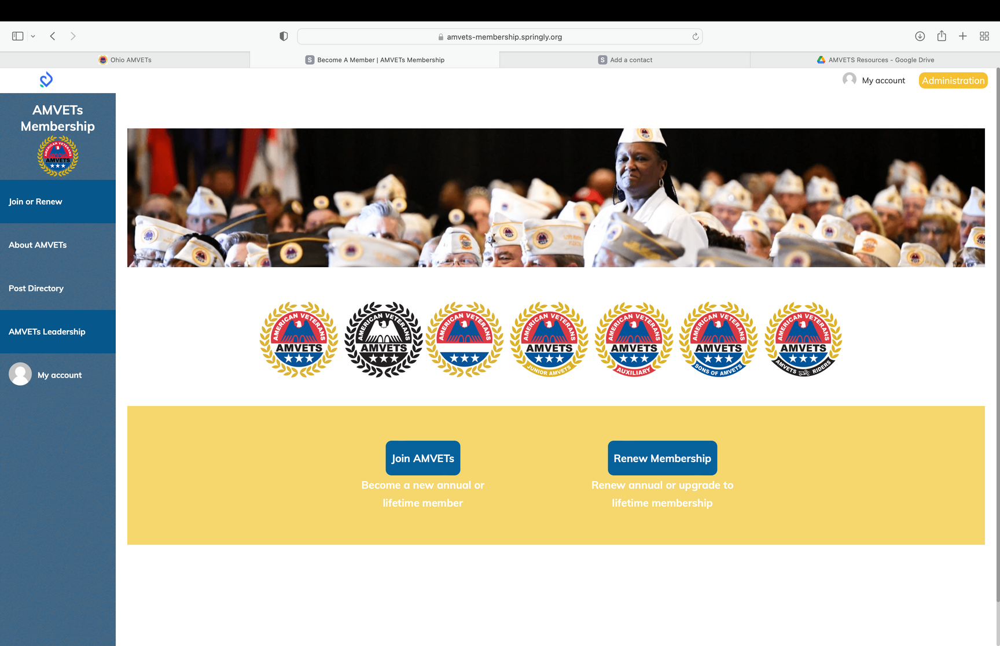 amvets-membership.springly.org
Ohio AMVETs
S Become A Member | AMVETs Membership
S Add a contact
AMVETS Resources - Google Drive
My account
Administration
AMVETs
Membership
AMERICAN VETERANS
AMVETS
Join or Renew
About AMVETs
Post Directory
AMVETs Leadership
My account
AMERICAN VETERANS
AMVETS
AMERICAN VETERANS
AMVETS
AMERICAN VETERANS
AMERICAN VETERANS
AMVETS
JUNIOR AMVETS
AMERICAN VETERANS
AMVETS
AUXILIARY
AMERICAN VETERANS
AMVETS
SONS OF AMVETS
AMERICAN VETERANS
AMVETS
AMVETS RIDERS
Join AMVETs
Become a new annual or
lifetime member
Renew Membership
Renew annual or upgrade to
lifetime membership